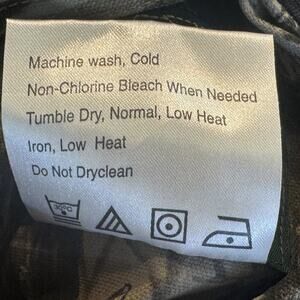 Machine wash, Cold
Non-Chlorine Bleach When Needed
Tumble Dry, Normal, Low Heat
Iron, Low Heat
Do Not Dryclean
30°C